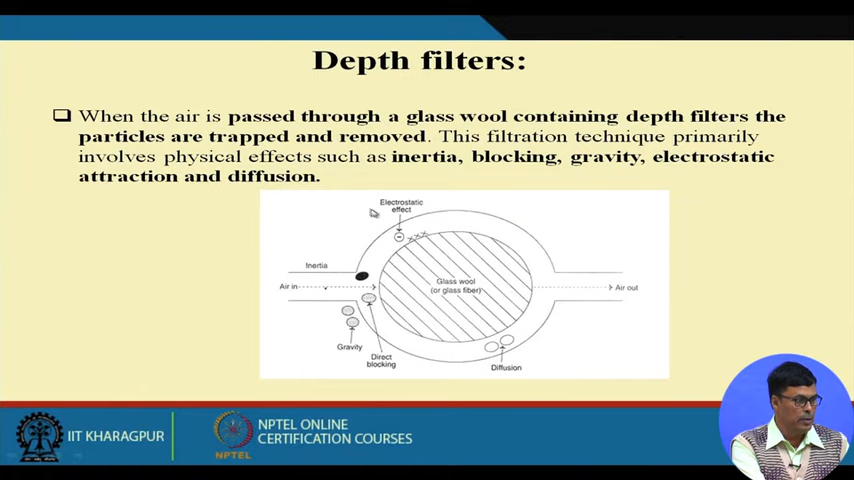 Depth filters:
When the air is passed through a glass wool containing depth filters the
particles are trapped and removed. This filtration technique primarily
involves physical effects such as inertia, blocking, gravity, electrostatic
attraction and diffusion.
Electrostatic
effect
Inertia
Air in
Glass wool
(or glass fiber)
Air out
Gravity
Direct
blocking
Diffusion
IIT KHARAGPUR
NPTEL
NPTEL ONLINE
CERTIFICATION COURSES